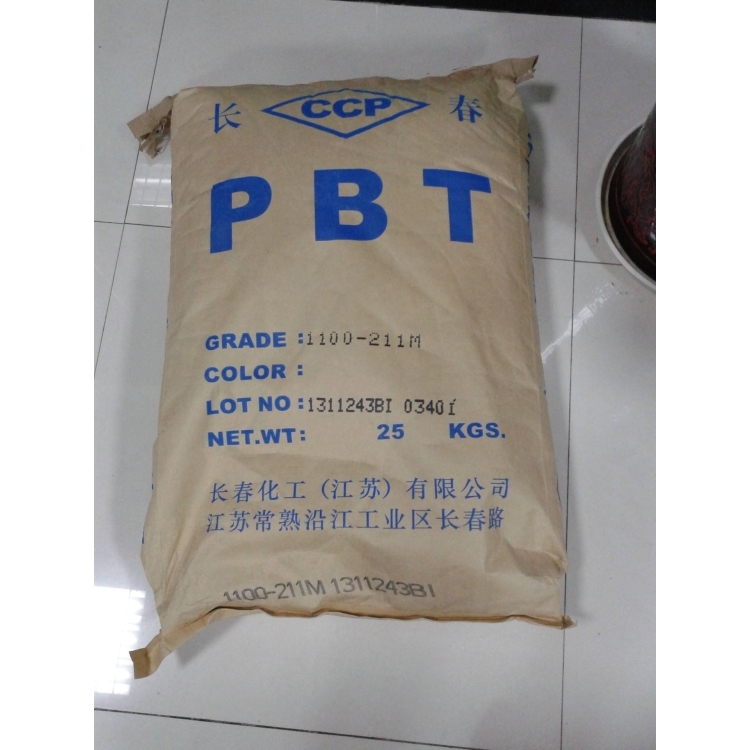 长 CCP 春
PBT
GRADE:1100-211M
COLOR:
LOT NO:1311243BI 0340
NET.WT: 25 KGS.
长春化工(江苏)有限公司
江苏常熟沿江工业区长春路
1100-211M 1311243BI